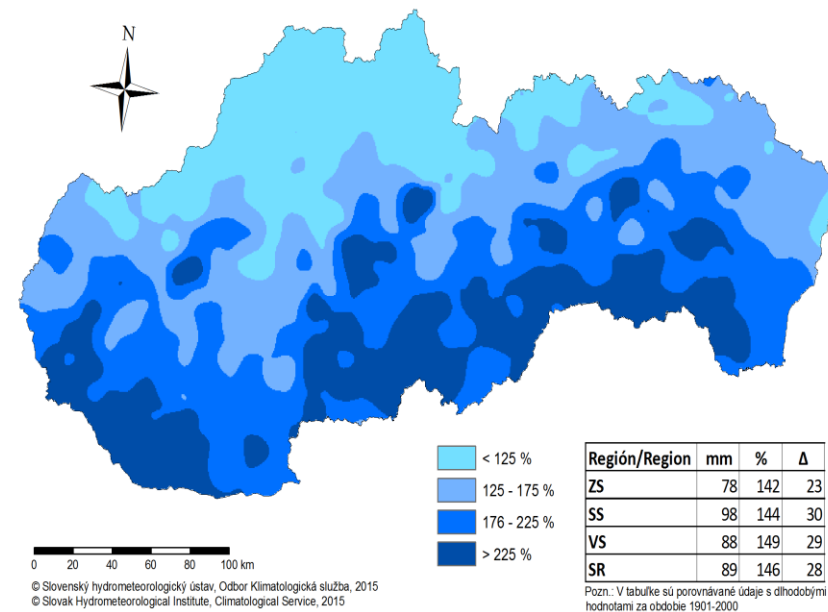 N
< 125 %
125 - 175 %
176 - 225 %
> 225 %
Región/Region mm % Δ
ZS 78 142 23
SS 98 144 30
VS 88 149 29
SR 89 146 28
Pozn.: V tabuľke sú porovnávané údaje s dlhodobými
hodnotami za obdobie 1901-2000
0 20 40 60 80 100 km
© Slovenský hydrometeorologický ústav, Odbor Klimatologická služba, 2015
© Slovak Hydrometeorological Institute, Climatological Service, 2015